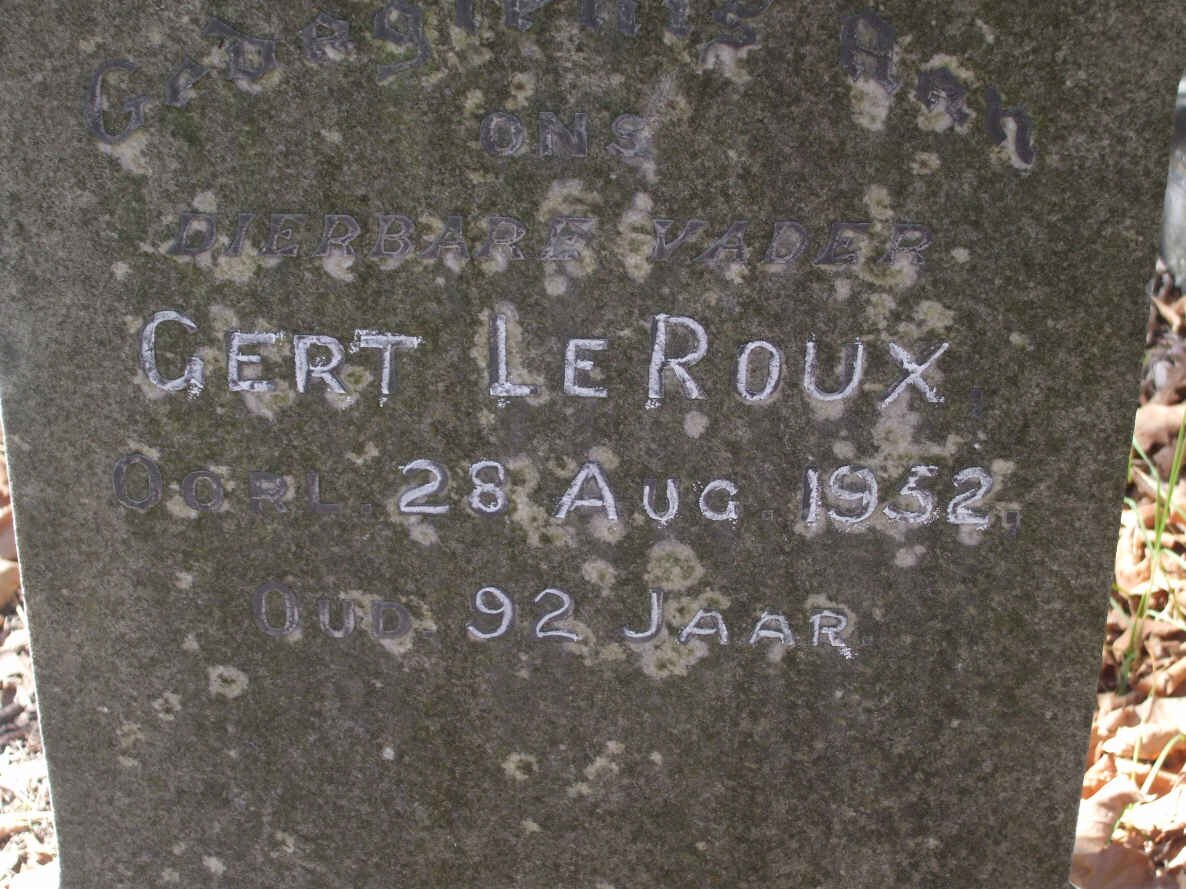 Gedagtenis Aan
ONS
DIERBARE VADER
GERT LE ROUX,
OORL. 28 AUG. 1952,
OUD 92 JAAR